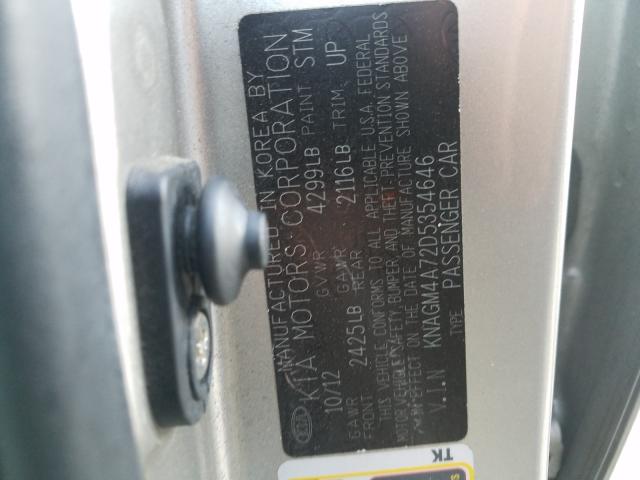 KIA MANUFACTURED IN KOREA BY
KIA MOTORS CORPORATION
10/12 GVWR 4299LB PAINT STM
GAWR FRONT 2425LB GAWR REAR 2116LB TRIM UP
THIS VEHICLE CONFORMS TO ALL APPLICABLE U.S.A. FEDERAL
MOTOR VEHICLE SAFETY, BUMPER AND THEFT PREVENTION STANDARDS
IN EFFECT ON THE DATE OF MANUFACTURE SHOWN ABOVE
V.I.N KNAGM4A72D5354646
TYPE PASSENGER CAR
TK